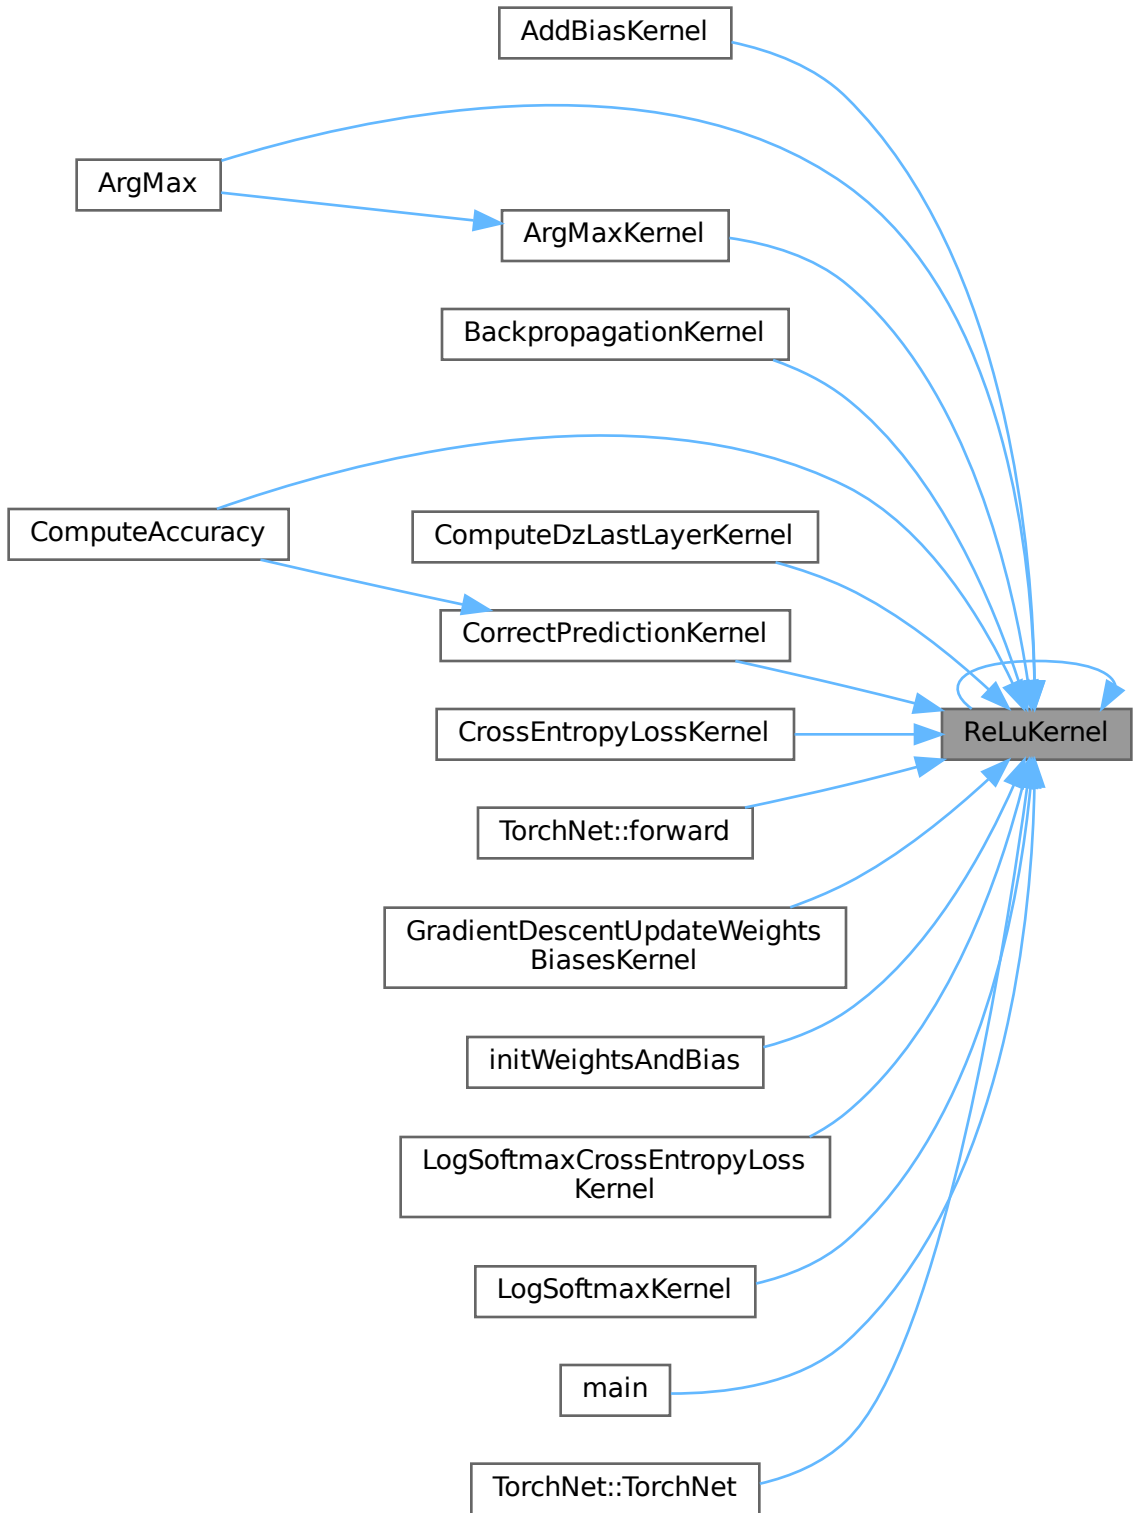 AddBiasKernel
ArgMax
ArgMaxKernel
BackpropagationKernel
ComputeAccuracy
ComputeDzLastLayerKernel
CorrectPredictionKernel
CrossEntropyLossKernel
ReLuKernel
TorchNet::forward
GradientDescentUpdateWeights
BiasesKernel
initWeightsAndBias
LogSoftmaxCrossEntropyLoss
Kernel
LogSoftmaxKernel
main
TorchNet::TorchNet